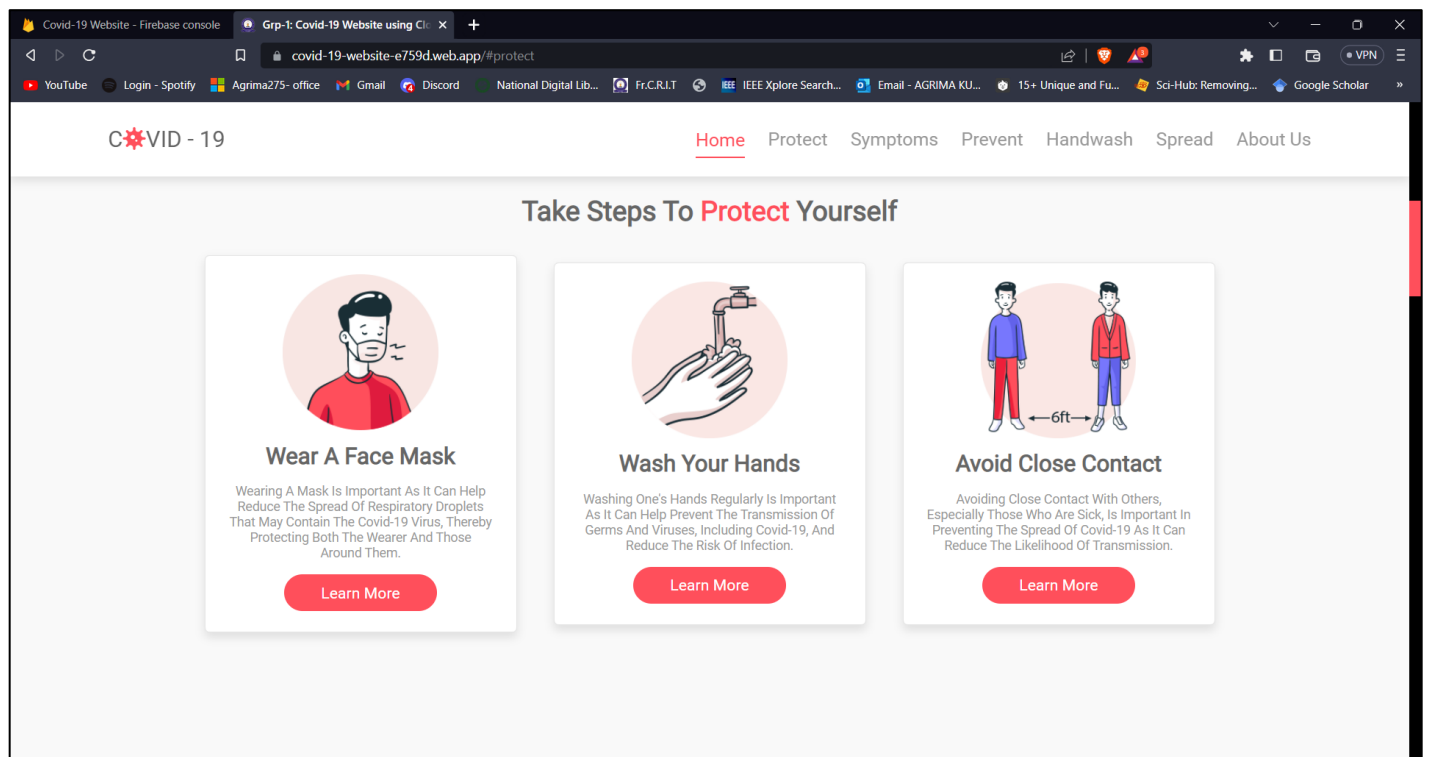 Covid-19 Website - Firebase console
Grp-1: Covid-19 Website using Clo
covid-19-website-e759d.web.app/#protect
3
VPN
YouTube
Login - Spotify
Agrima275- office
Gmail
Discord
National Digital Lib...
Fr.C.R.I.T
IEEE
IEEE Xplore Search...
Email - AGRIMA KU...
15+ Unique and Fu...
Sci-Hub: Removing...
Google Scholar
»
C VID - 19
Home
Protect
Symptoms
Prevent
Handwash
Spread
About Us
Take Steps To Protect Yourself
Wear A Face Mask
Wearing A Mask Is Important As It Can Help
Reduce The Spread Of Respiratory Droplets
That May Contain The Covid-19 Virus, Thereby
Protecting Both The Wearer And Those
Around Them.
Learn More
Wash Your Hands
Washing One's Hands Regularly Is Important
As It Can Help Prevent The Transmission Of
Germs And Viruses, Including Covid-19, And
Reduce The Risk Of Infection.
Learn More
6ft
Avoid Close Contact
Avoiding Close Contact With Others,
Especially Those Who Are Sick, Is Important In
Preventing The Spread Of Covid-19 As It Can
Reduce The Likelihood Of Transmission.
Learn More